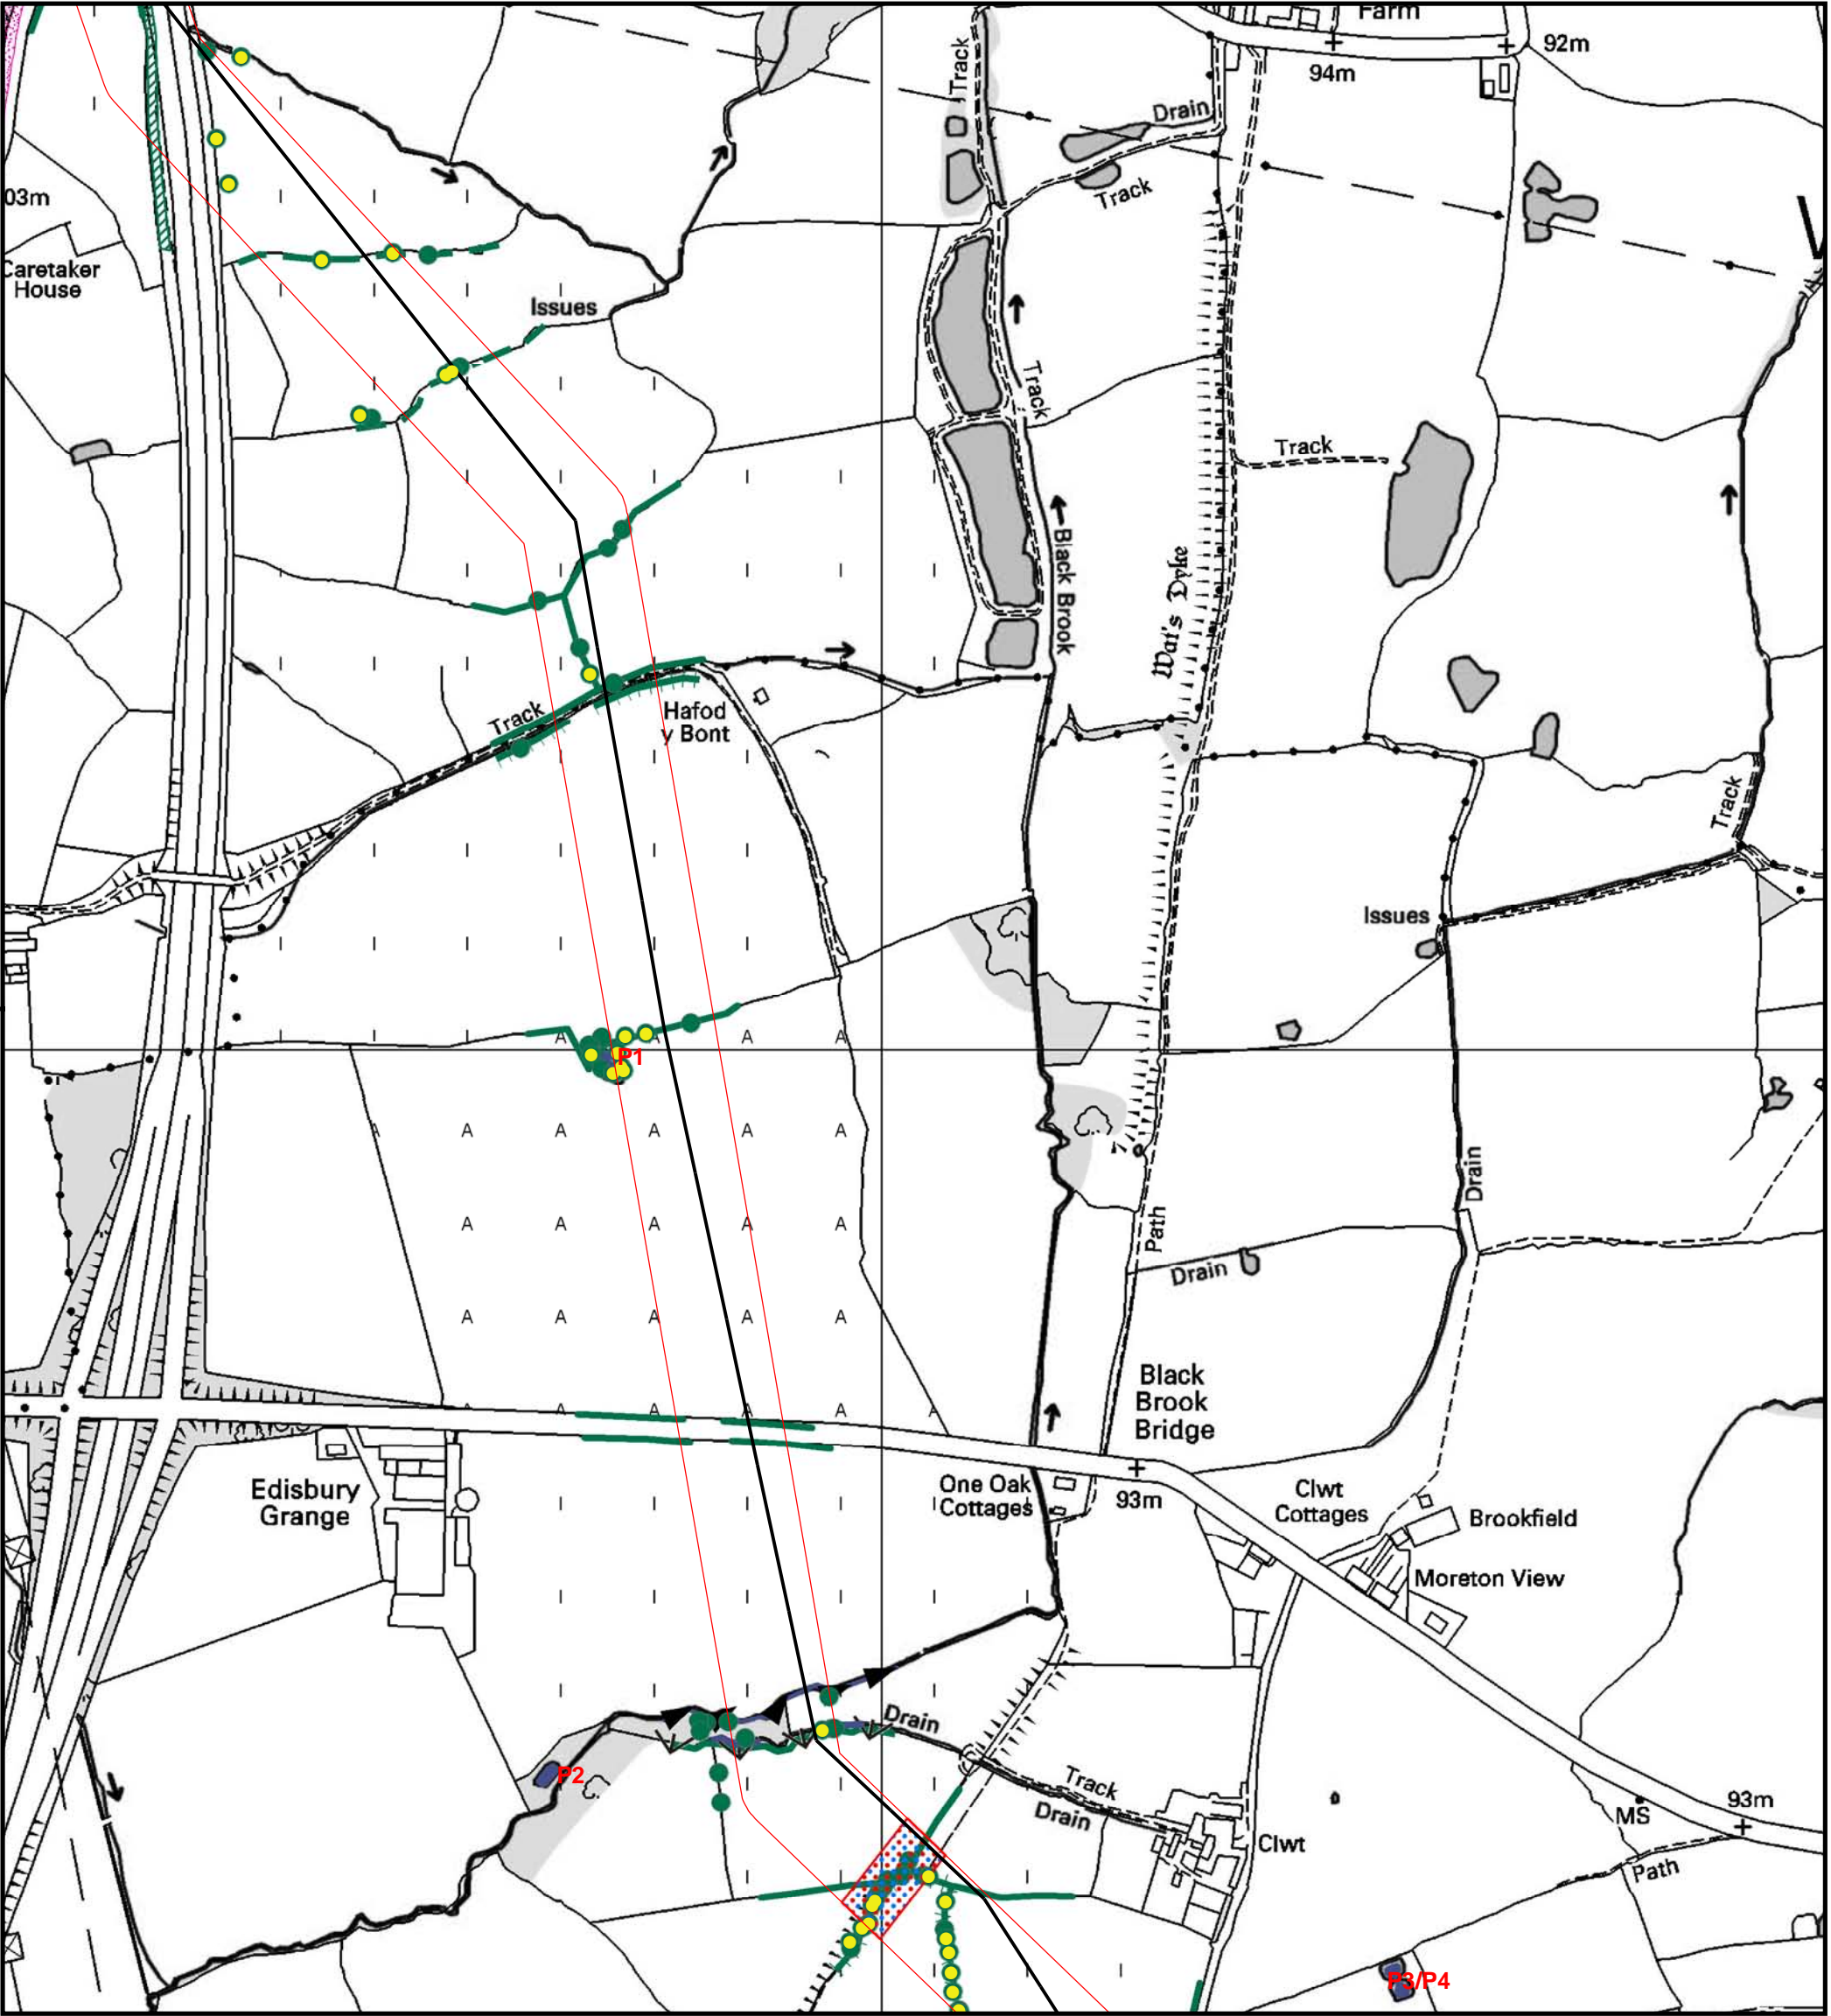 Farm
92m
94m
Track
Drain
Track
03m
Caretaker
House
Issues
Track
Track
Black Brook
Wat's Dyke
Track
Hafod
y Bont
Track
Issues
P1
A A A
A A A A A
A A A A A
A A A A A
A A A A A
Path
Drain
Drain
Black
Brook
Bridge
Edisbury
Grange
One Oak
Cottages
93m
Clwt
Cottages
Brookfield
Moreton View
Drain
P2
Track
Drain
Clwt
MS
93m
Path
P3/P4